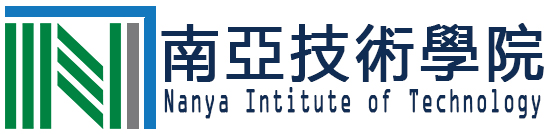 南亞技術學院
Nanya Intitute of Technology